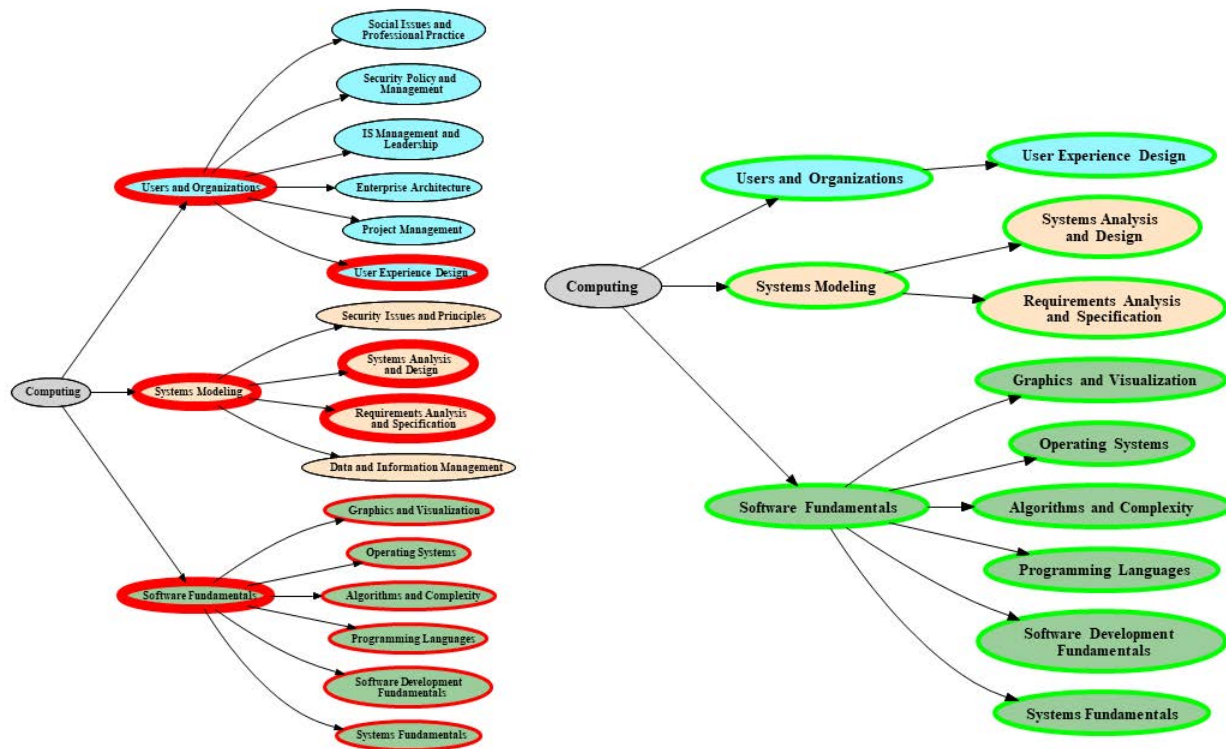 Social Issues and
Professional Practice
Security Policy and
Management
IS Management and
Leadership
Users and Organizations
Enterprise Architecture
Project Management
User Experience Design
Security Issues and Principles
Systems Analysis
and Design
Computing
Systems Modeling
Requirements Analysis
and Specification
Data and Information Management
Graphics and Visualization
Operating Systems
Software Fundamentals
Algorithms and Complexity
Programming Languages
Software Development
Fundamentals
Systems Fundamentals
User Experience Design
Users and Organizations
Systems Analysis
and Design
Computing
Systems Modeling
Requirements Analysis
and Specification
Graphics and Visualization
Operating Systems
Software Fundamentals
Algorithms and Complexity
Programming Languages
Software Development
Fundamentals
Systems Fundamentals